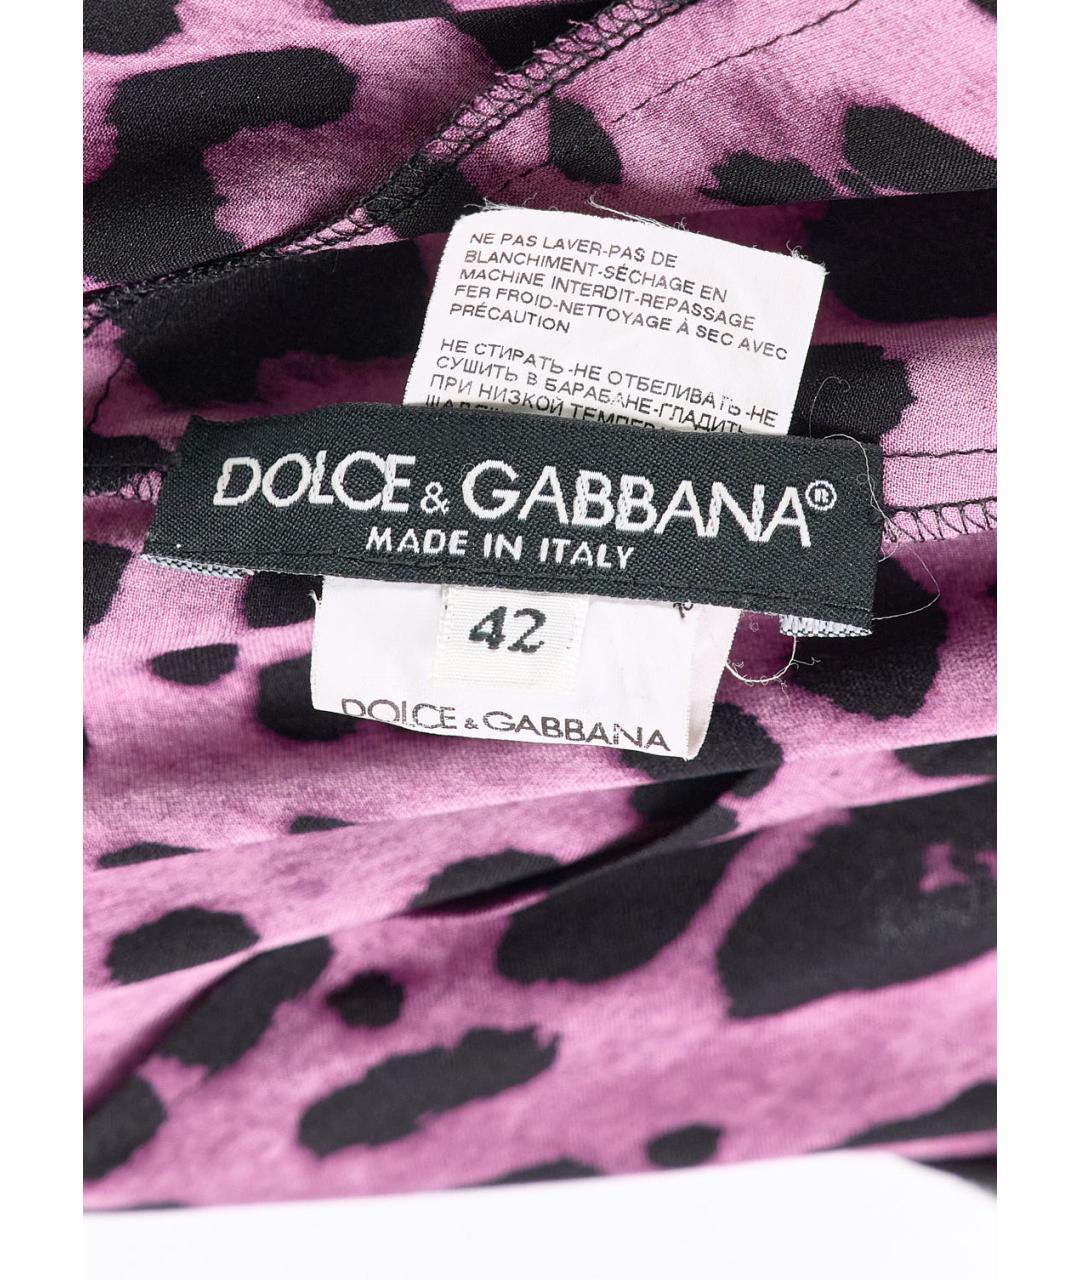 NE PAS LAVER-PAS DE
BLANCHIMENT-SÉCHAGE EN
MACHINE INTERDIT-REPASSAGE
FER FROID-NETTOYAGE À SEC AVEC
PRÉCAUTION
НЕ СТИРАТЬ-НЕ ОТБЕЛИВАТЬ-НЕ
СУШИТЬ В БАРАБАНЕ-ГЛАДИТЬ
ПРИ НИЗКОЙ
DOLCE & GABBANA®
MADE IN ITALY
42
DOLCE & GABBANA